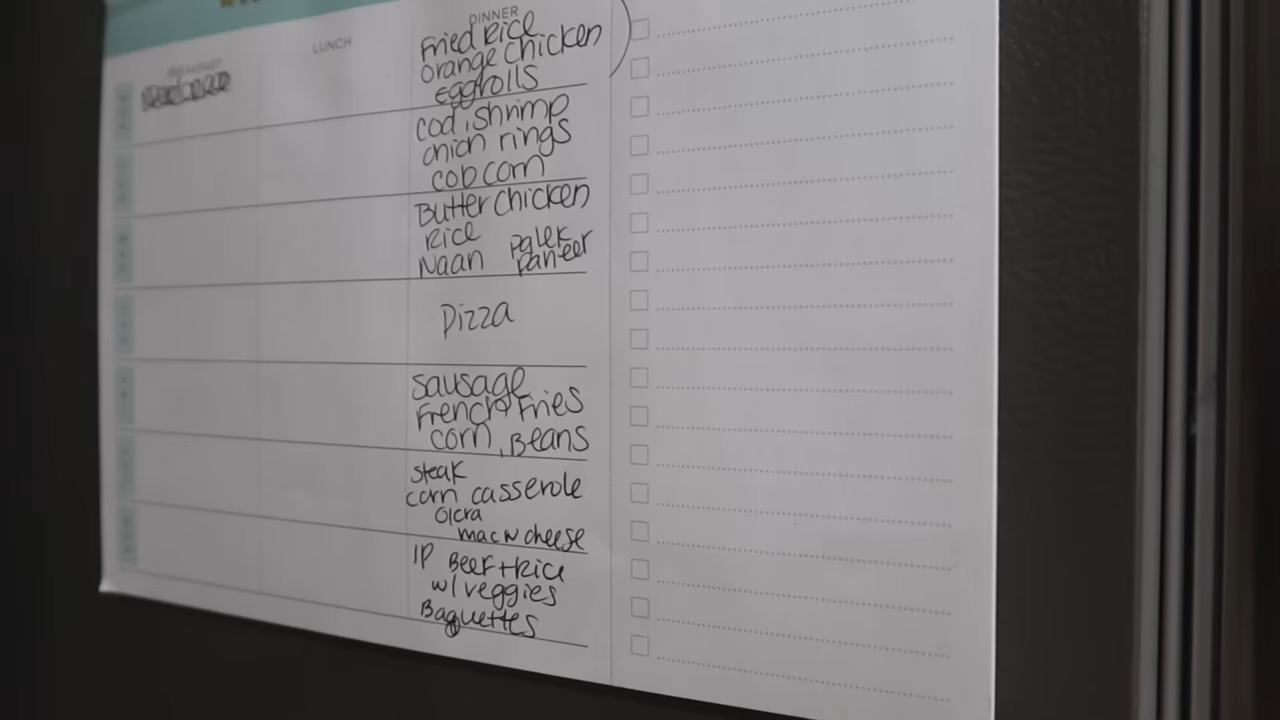 BREAKFAST
LUNCH
DINNER
Fried Rice
orange chicken
eggrolls
cod, shrimp
onion rings
cob corn
Butter chicken
Rice
Naan palek
paneer
Pizza
sausage
French Fries
corn, Beans
steak
corn casserole
Okra
mac n cheese
IP Beef + Rice
w/ veggies
Baguettes